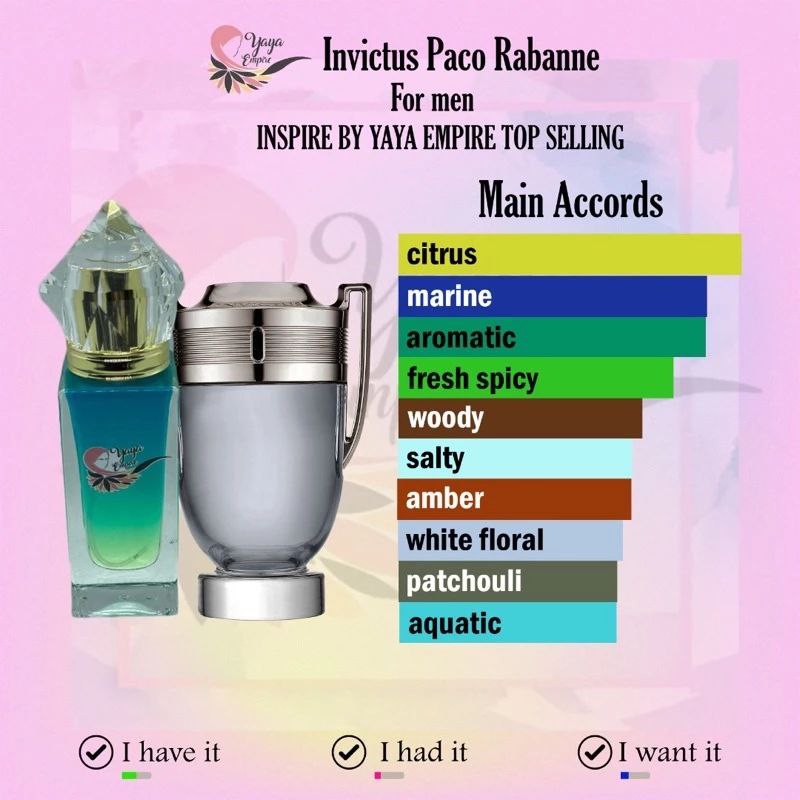 Yaya
Empire
Invictus Paco Rabanne
For men
INSPIRE BY YAYA EMPIRE TOP SELLING
Main Accords
citrus
marine
aromatic
fresh spicy
woody
salty
amber
white floral
patchouli
aquatic
Yaya
Empire
I have it
I had it
I want it